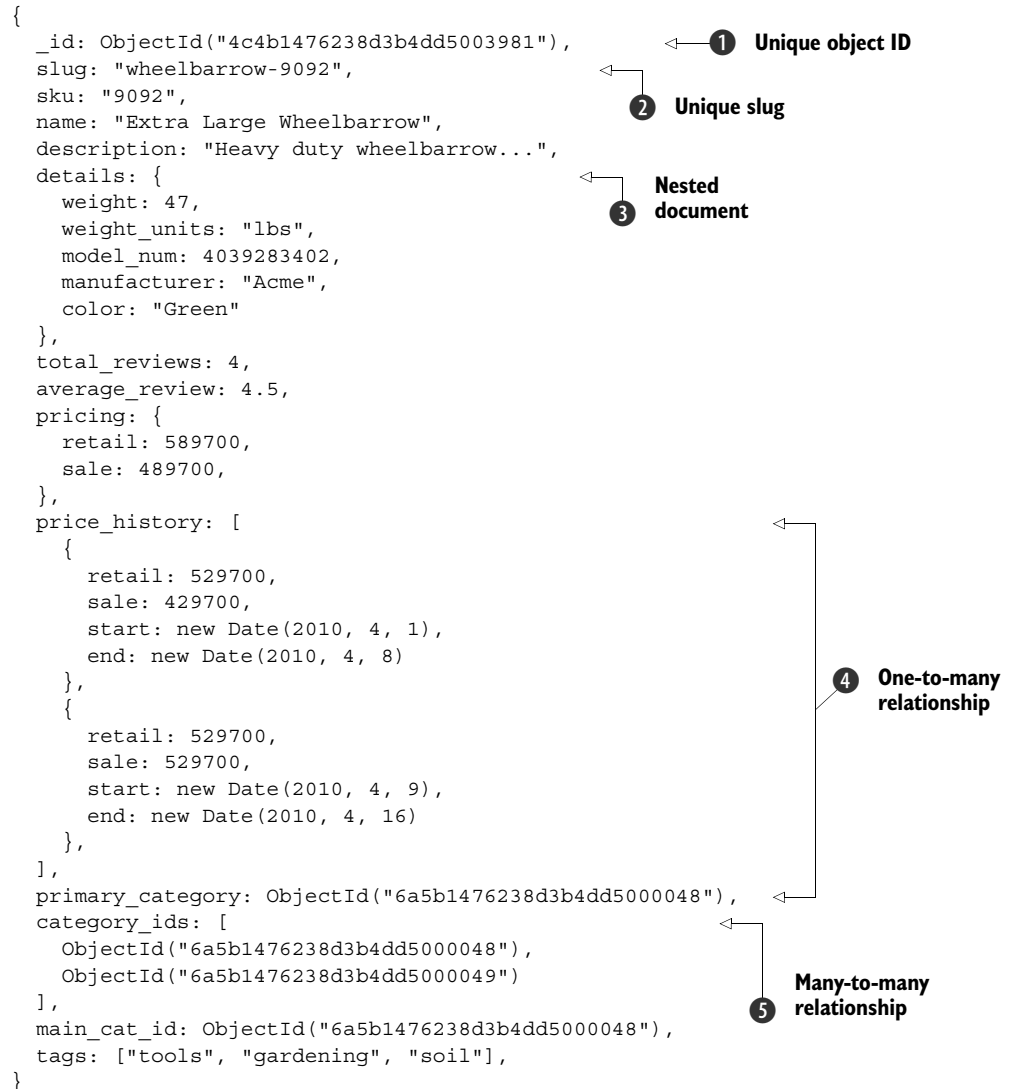 {
  _id: ObjectId("4c4b1476238d3b4dd5003981"), ❶ Unique object ID
  slug: "wheelbarrow-9092",
  sku: "9092", ❷ Unique slug
  name: "Extra Large Wheelbarrow",
  description: "Heavy duty wheelbarrow...",
  details: { Nested
    weight: 47, ❸ document
    weight_units: "lbs",
    model_num: 4039283402,
    manufacturer: "Acme",
    color: "Green"
  },
  total_reviews: 4,
  average_review: 4.5,
  pricing: {
    retail: 589700,
    sale: 489700,
  },
  price_history: [
    {
      retail: 529700,
      sale: 429700,
      start: new Date(2010, 4, 1),
      end: new Date(2010, 4, 8) ❹ One-to-many
    }, relationship
    {
      retail: 529700,
      sale: 529700,
      start: new Date(2010, 4, 9),
      end: new Date(2010, 4, 16)
    },
  ],
  primary_category: ObjectId("6a5b1476238d3b4dd5000048"),
  category_ids: [
    ObjectId("6a5b1476238d3b4dd5000048"),
    ObjectId("6a5b1476238d3b4dd5000049") Many-to-many
  ], ❺ relationship
  main_cat_id: ObjectId("6a5b1476238d3b4dd5000048"),
  tags: ["tools", "gardening", "soil"],
}